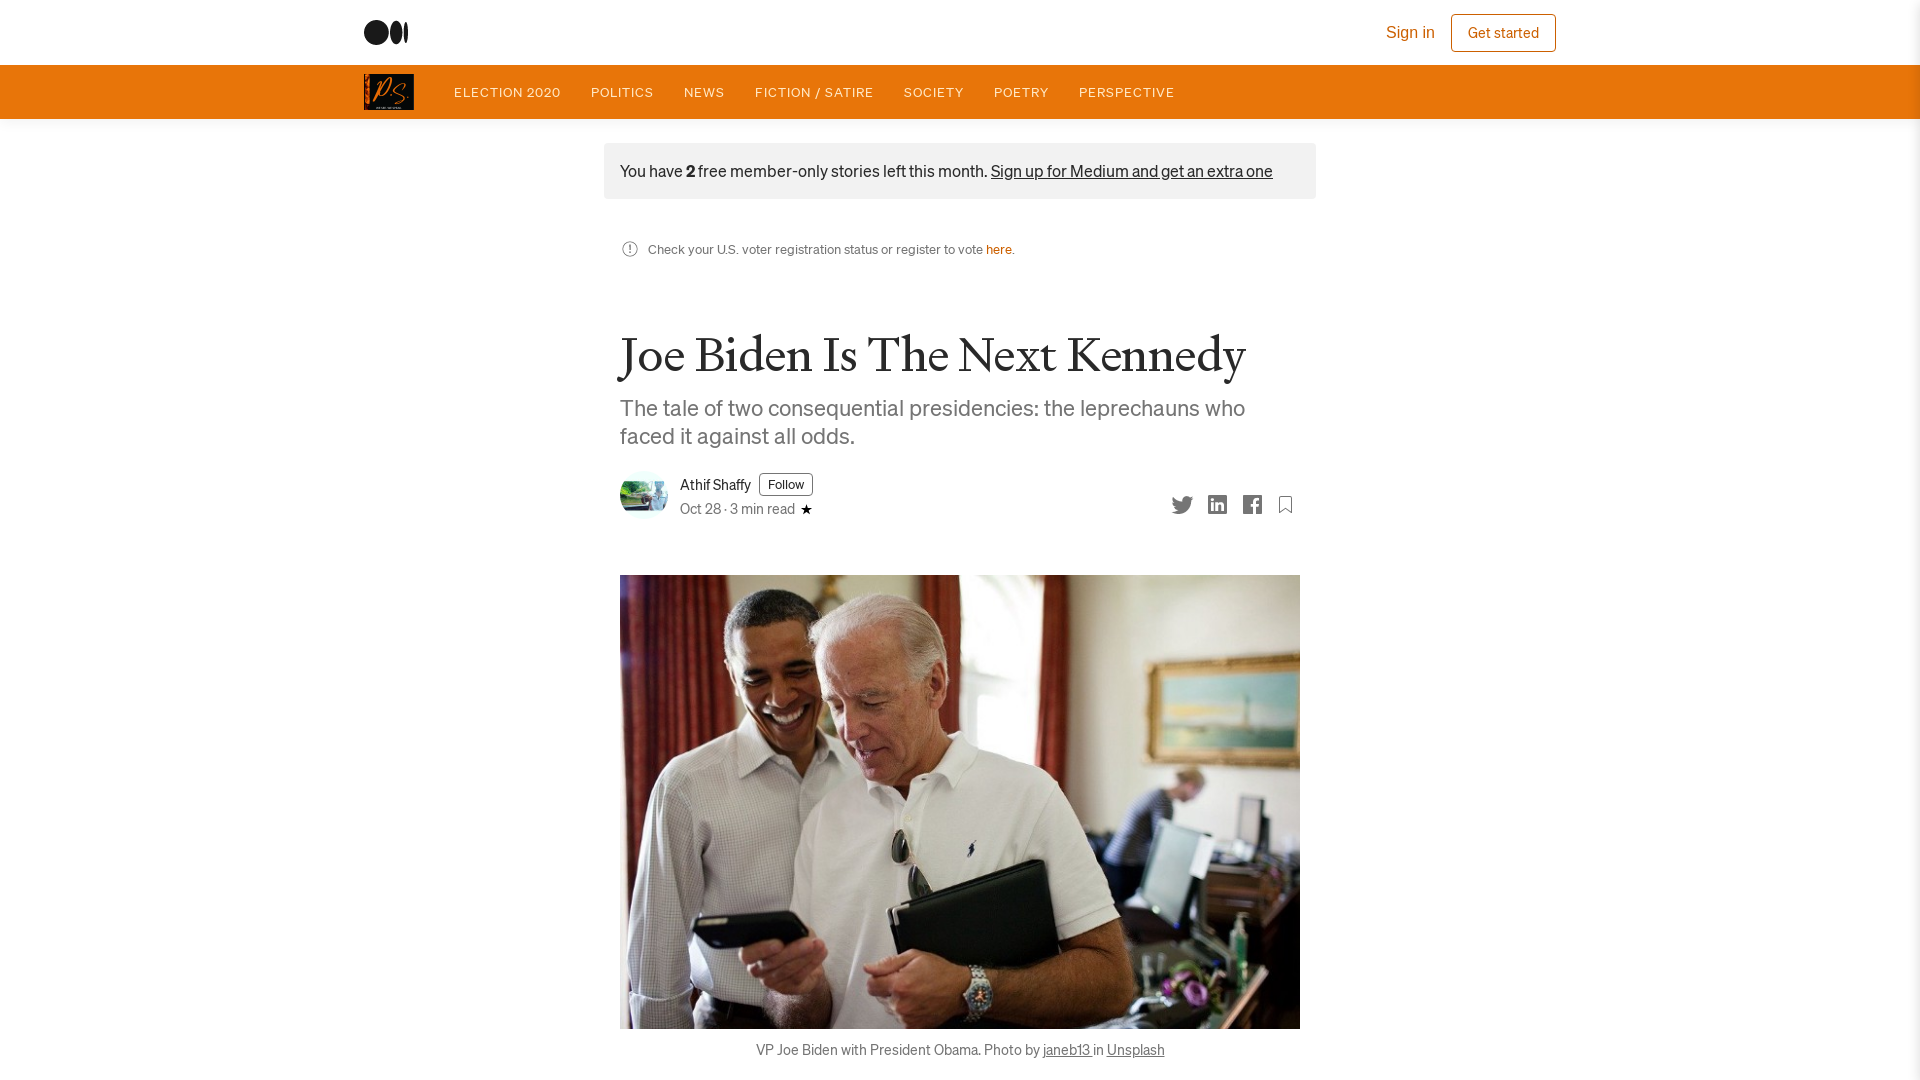 Sign in
Get started
P.S.
ELECTION 2020
POLITICS
NEWS
FICTION / SATIRE
SOCIETY
POETRY
PERSPECTIVE
You have 2 free member-only stories left this month. Sign up for Medium and get an extra one
Check your U.S. voter registration status or register to vote here.
Joe Biden Is The Next Kennedy
The tale of two consequential presidencies: the leprechauns who
faced it against all odds.
Athif Shaffy
Follow
Oct 28 · 3 min read ★
VP Joe Biden with President Obama. Photo by janeb13 in Unsplash